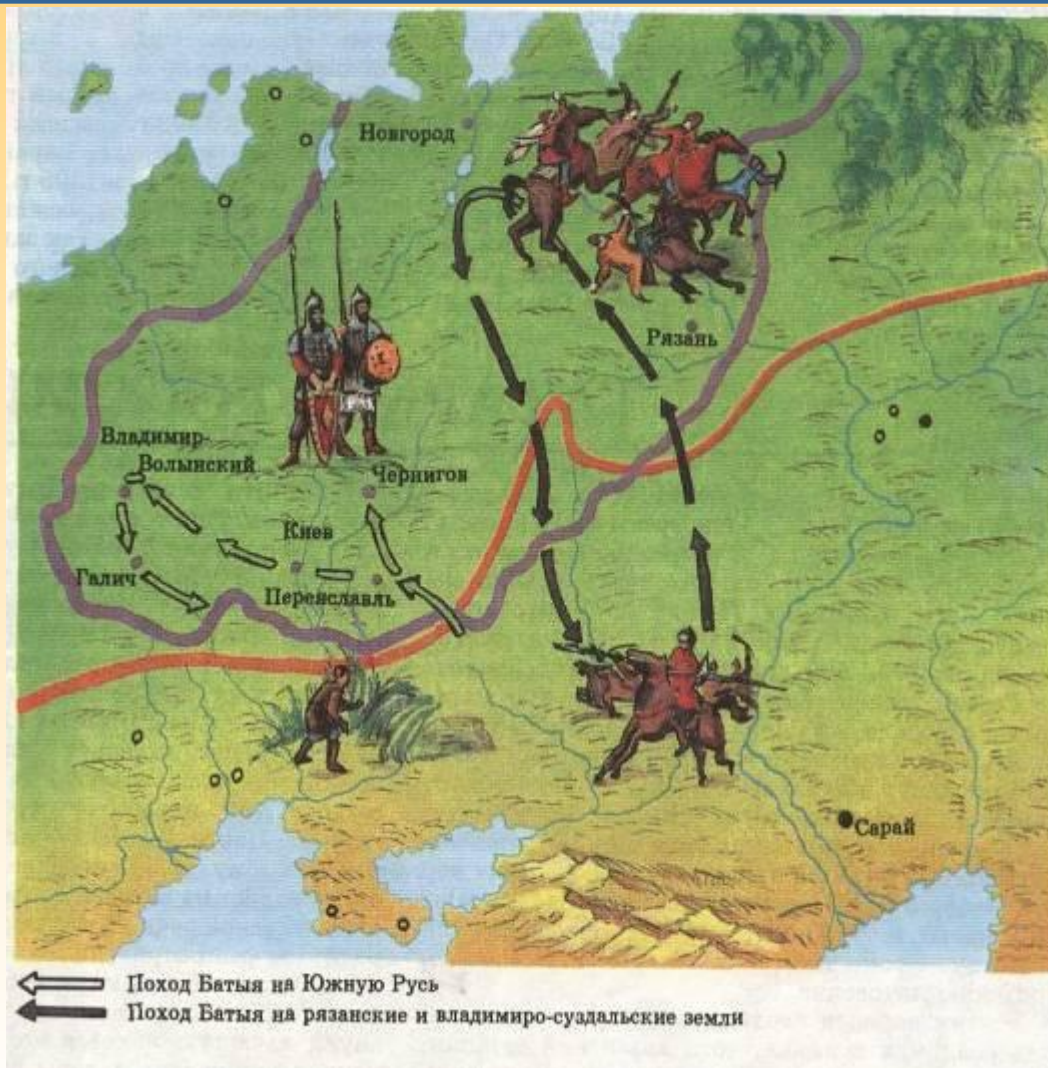 Новгород
Рязань
Владимир-
Волынский
Чернигов
Киев
Галич
Переяславль
Сарай
Поход Батыя на Южную Русь
Поход Батыя на рязанские и владимиро-суздальские земли